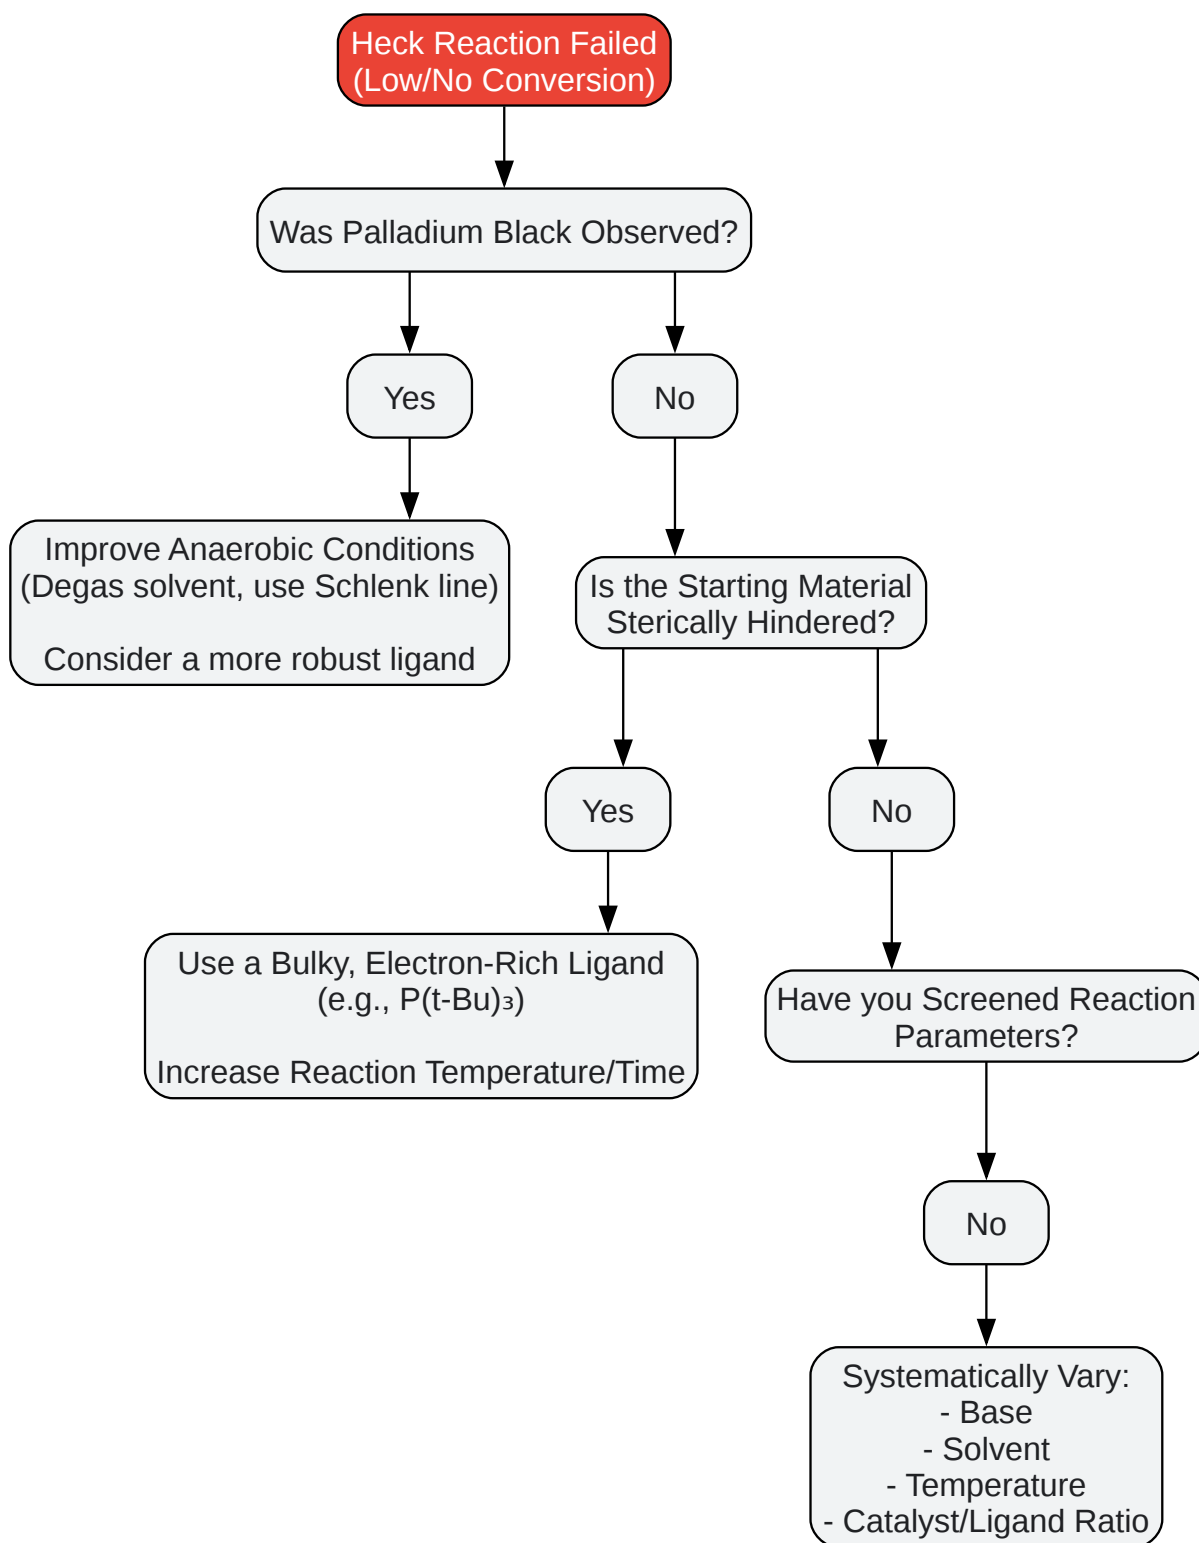 Heck Reaction Failed
(Low/No Conversion)
Was Palladium Black Observed?
Yes
No
Improve Anaerobic Conditions
(Degas solvent, use Schlenk line)
Consider a more robust ligand
Is the Starting Material
Sterically Hindered?
Yes
No
Use a Bulky, Electron-Rich Ligand
(e.g., P(t-Bu)₃)
Increase Reaction Temperature/Time
Have you Screened Reaction
Parameters?
No
Systematically Vary:
- Base
- Solvent
- Temperature
- Catalyst/Ligand Ratio